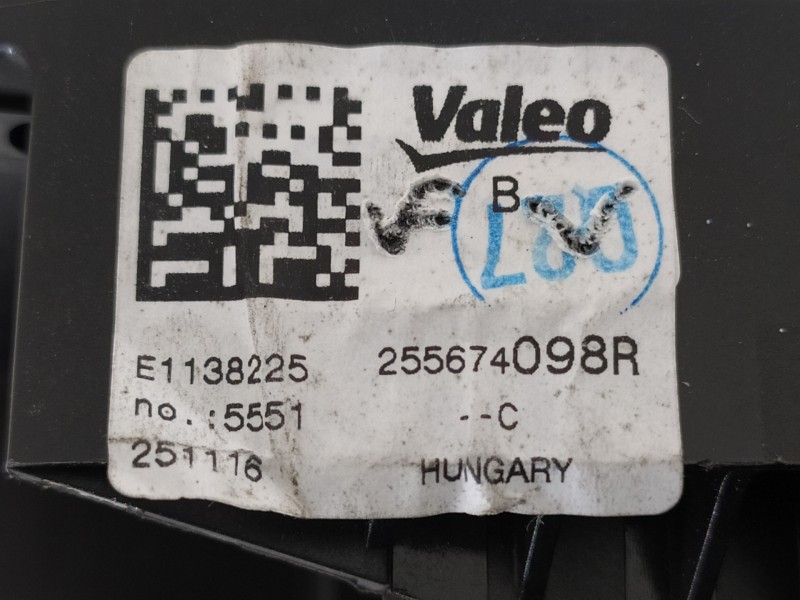 Valeo
B
E1138225
255674098R
no.:5551
--C
251116
HUNGARY